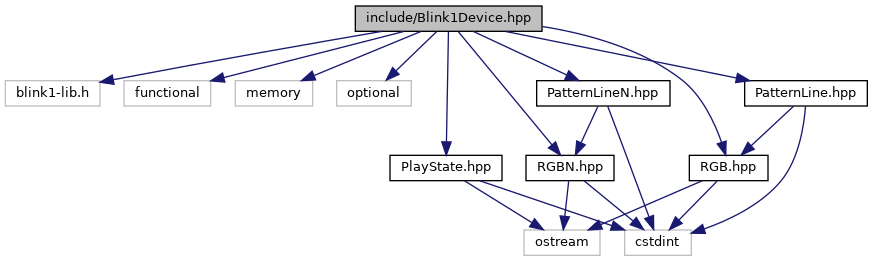 include/Blink1Device.hpp
blink1-lib.h
functional
memory
optional
PatternLineN.hpp
PatternLine.hpp
PlayState.hpp
RGBN.hpp
RGB.hpp
ostream
cstdint